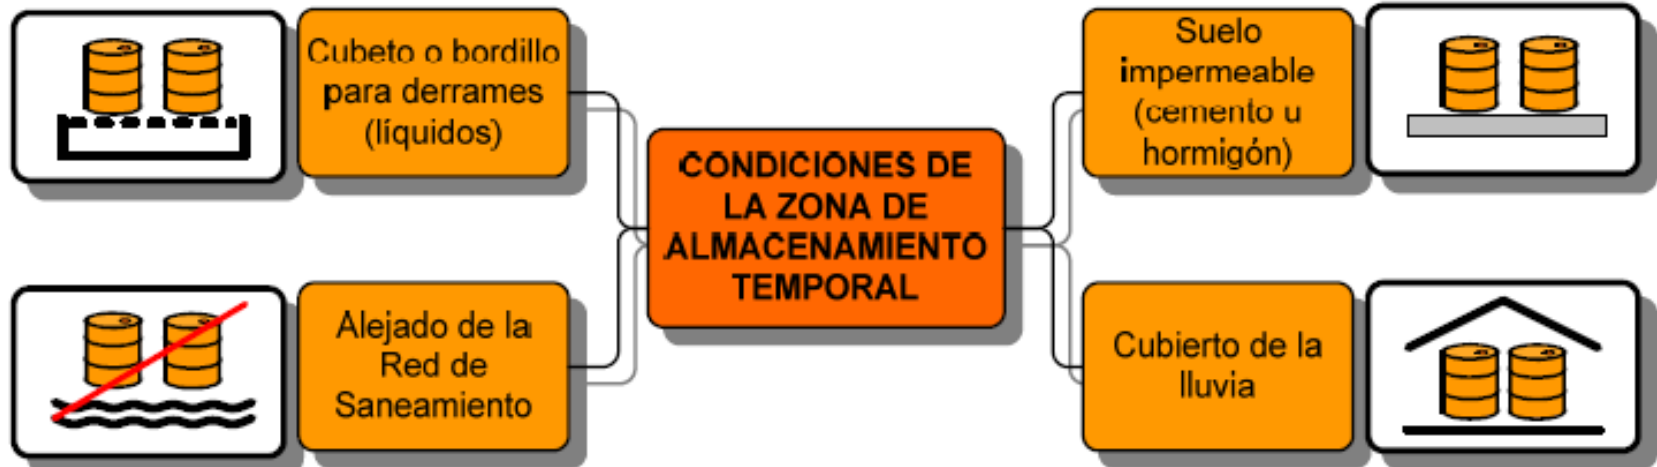 Cubeto o bordillo
para derrames
(líquidos)
Suelo
impermeable
(cemento u
hormigón)
CONDICIONES DE
LA ZONA DE
ALMACENAMIENTO
TEMPORAL
Alejado de la
Red de
Saneamiento
Cubierto de la
lluvia